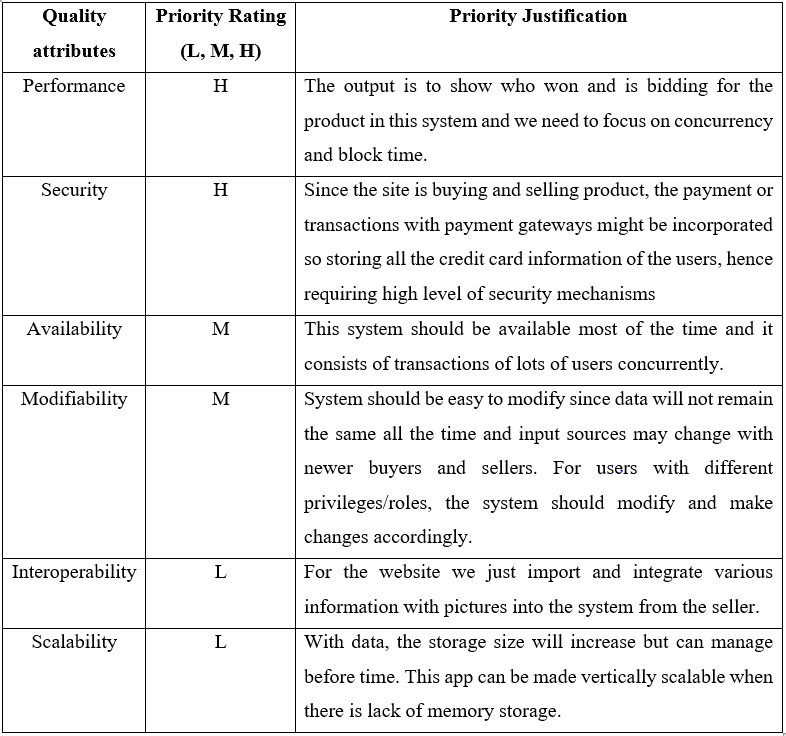 Quality attributes | Priority Rating (L, M, H) | Priority Justification
Performance | H | The output is to show who won and is bidding for the
product in this system and we need to focus on concurrency
and block time.
Security | H | Since the site is buying and selling product, the payment or
transactions with payment gateways might be incorporated
so storing all the credit card information of the users, hence
requiring high level of security mechanisms
Availability | M | This system should be available most of the time and it
consists of transactions of lots of users concurrently.
Modifiability | M | System should be easy to modify since data will not remain
the same all the time and input sources may change with
newer buyers and sellers. For users with different
privileges/roles, the system should modify and make
changes accordingly.
Interoperability | L | For the website we just import and integrate various
information with pictures into the system from the seller.
Scalability | L | With data, the storage size will increase but can manage
before time. This app can be made vertically scalable when
there is lack of memory storage.